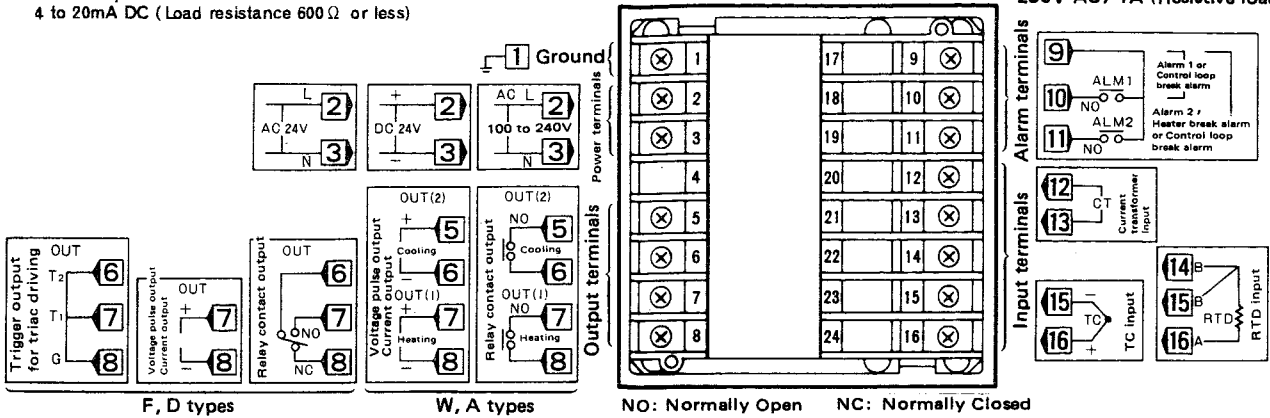 4 to 20mA DC (Load resistance 600 Ω or less)
1 Ground
AC 24V L 2
N 3
DC 24V + 2
− 3
AC L 2
100 to 240V
N 3
Power terminals
OUT(2)
+ 5
Cooling
− 6
OUT(1)
+ 7
Heating
− 8
Voltage pulse output
Current output
OUT(2)
NO 5
Cooling
6
OUT(1)
NO 7
Heating
8
Relay contact output
Output terminals
Trigger output
for triac driving
OUT
T2 6
T1 7
G 8
Voltage pulse output
Current output
OUT
+ 7
− 8
Relay contact output
OUT
6
NO 7
NC 8
F, D types
W, A types
1 17 9
2 18 10
3 19 11
4 20 12
5 21 13
6 22 14
7 23 15
8 24 16
NO: Normally Open NC: Normally Closed
Alarm terminals
9
10 ALM1
NO
11 ALM2
NO
Alarm 1 or
Control loop
break alarm
Alarm 2,
Heater break alarm
or Control loop
break alarm
Input terminals
12
13
CT
Current
transformer
input
15 −
TC
16 +
TC input
14 B
15 B
RTD
16 A
RTD input